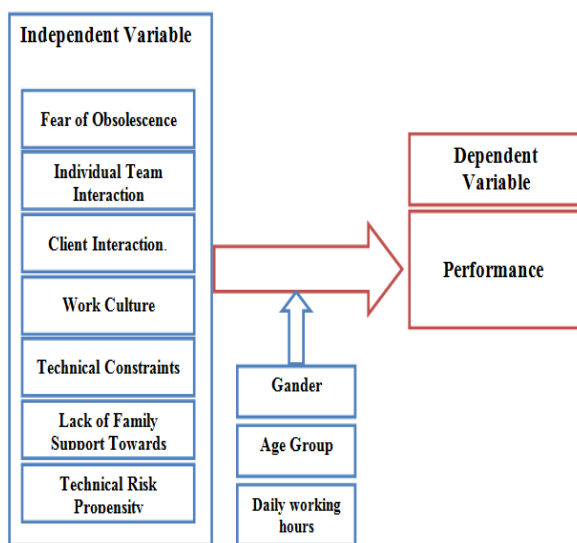 Independent Variable
Fear of Obsolescence
Individual Team
Interaction
Client Interaction.
Work Culture
Technical Constraints
Lack of Family
Support Towards
Technical Risk
Propensity
Gander
Age Group
Daily working
hours
Dependent
Variable
Performance